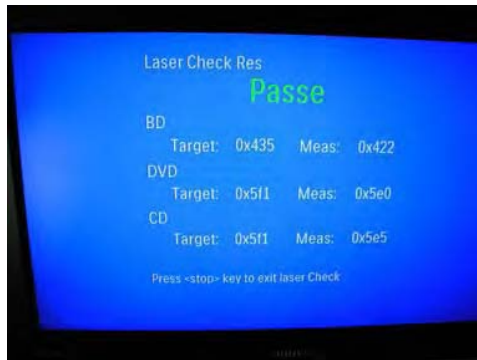 Laser Check Res
Passe
BD
Target: 0x435 Meas: 0x422
DVD
Target: 0x5f1 Meas: 0x5e0
CD
Target: 0x5f1 Meas: 0x5e5
Press <stop> key to exit laser Check